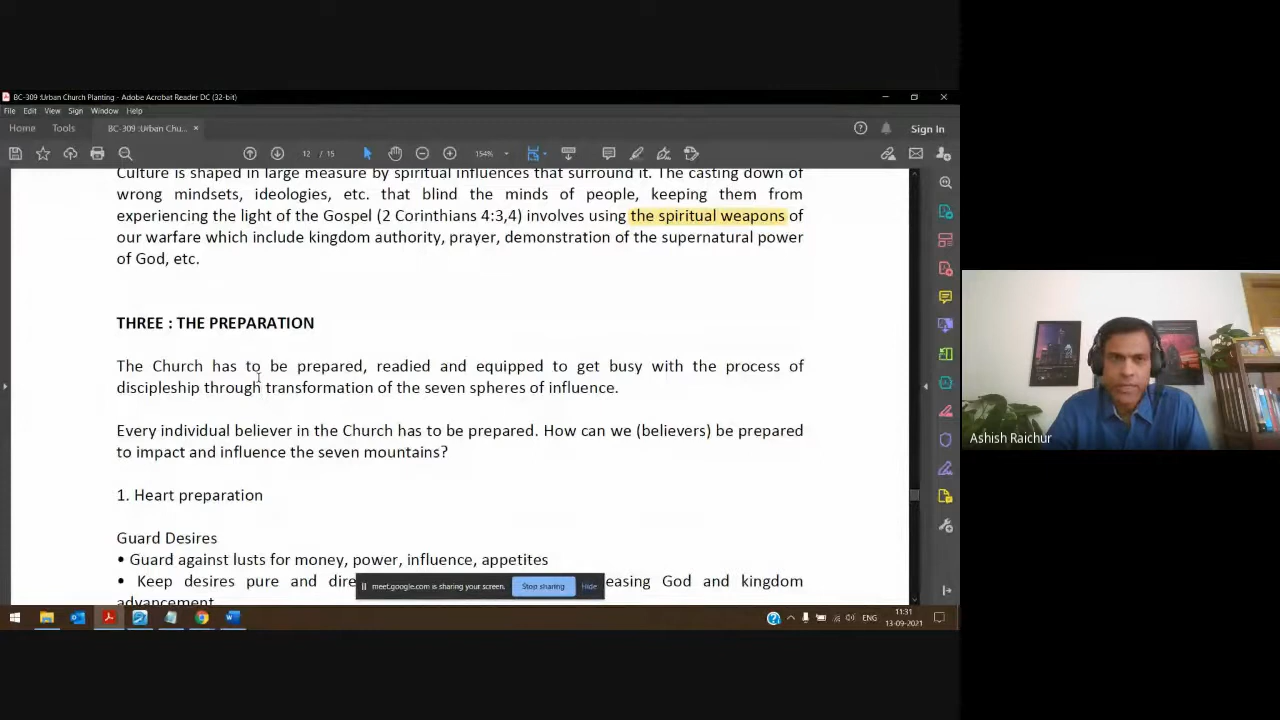 BC-309 :Urban Church Planting - Adobe Acrobat Reader DC (32-bit)
File Edit View Sign Window Help
Home Tools BC-309 :Urban Chu... × Sign In
12 / 15 154%
Culture is shaped in large measure by spiritual influences that surround it. The casting down of
wrong mindsets, ideologies, etc. that blind the minds of people, keeping them from
experiencing the light of the Gospel (2 Corinthians 4:3,4) involves using the spiritual weapons of
our warfare which include kingdom authority, prayer, demonstration of the supernatural power
of God, etc.
THREE : THE PREPARATION
The Church has to be prepared, readied and equipped to get busy with the process of
discipleship through transformation of the seven spheres of influence.
Every individual believer in the Church has to be prepared. How can we (believers) be prepared
to impact and influence the seven mountains?
1. Heart preparation
Guard Desires
• Guard against lusts for money, power, influence, appetites
• Keep desires pure and dire easing God and kingdom
advancement
meet.google.com is sharing your screen. Stop sharing Hide
ENG
11:31
13-09-2021
Ashish Raichur